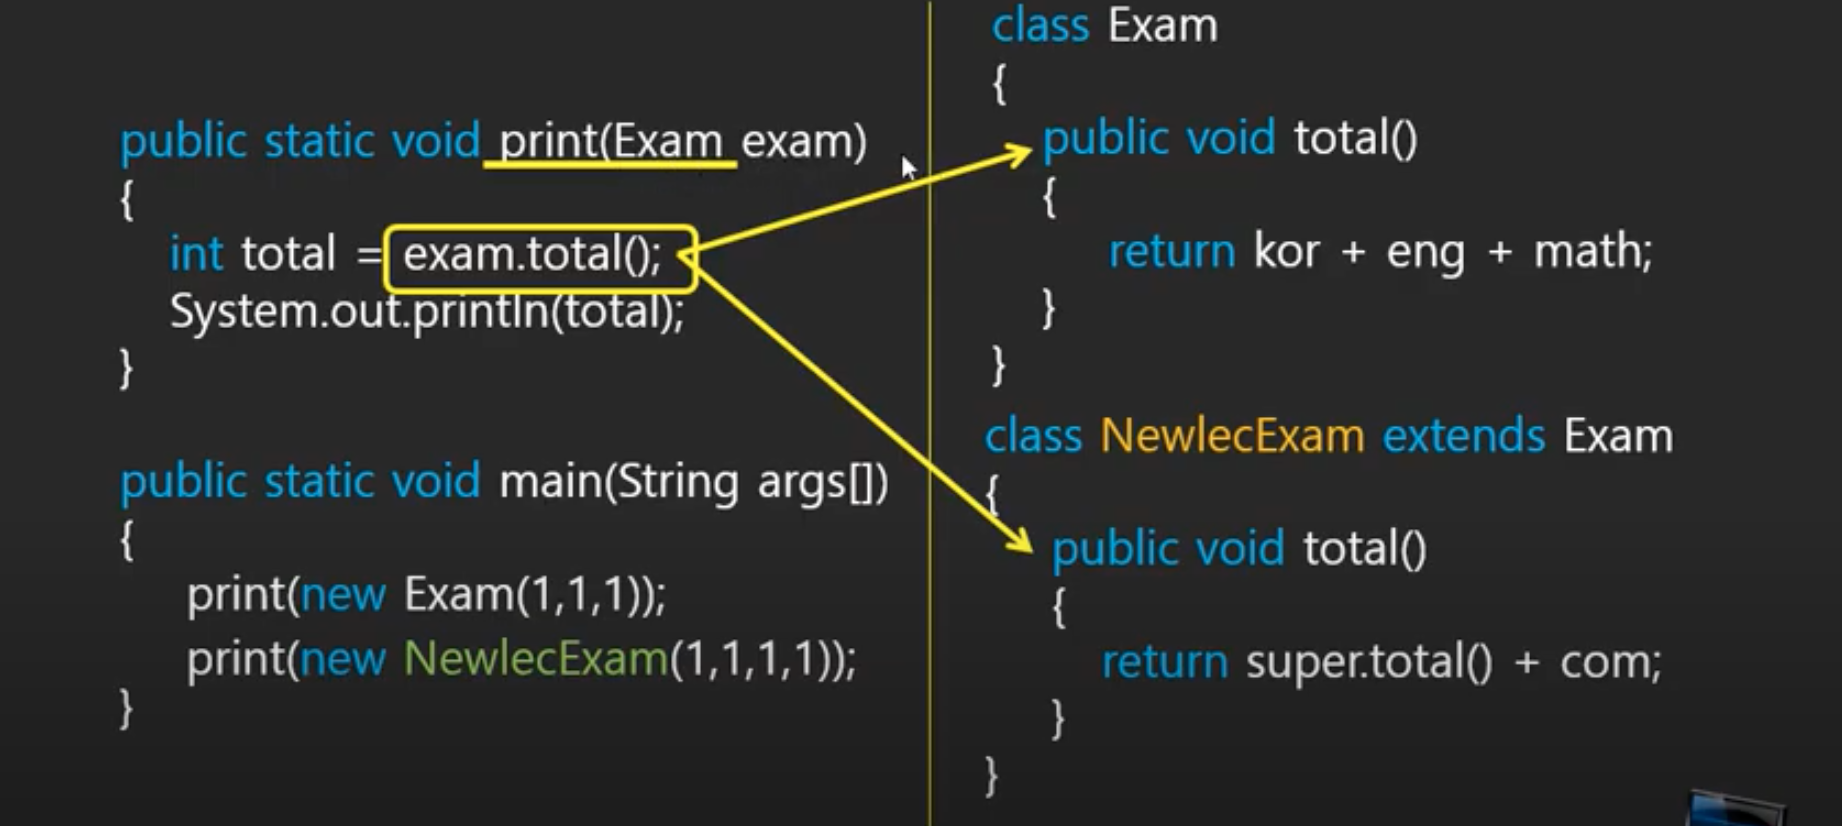 public static void print(Exam exam)
{
int total = exam.total();
System.out.println(total);
}
public static void main(String args[])
{
print(new Exam(1,1,1));
print(new NewlecExam(1,1,1,1));
}
class Exam
{
public void total()
{
return kor + eng + math;
}
}
class NewlecExam extends Exam
{
public void total()
{
return super.total() + com;
}
}